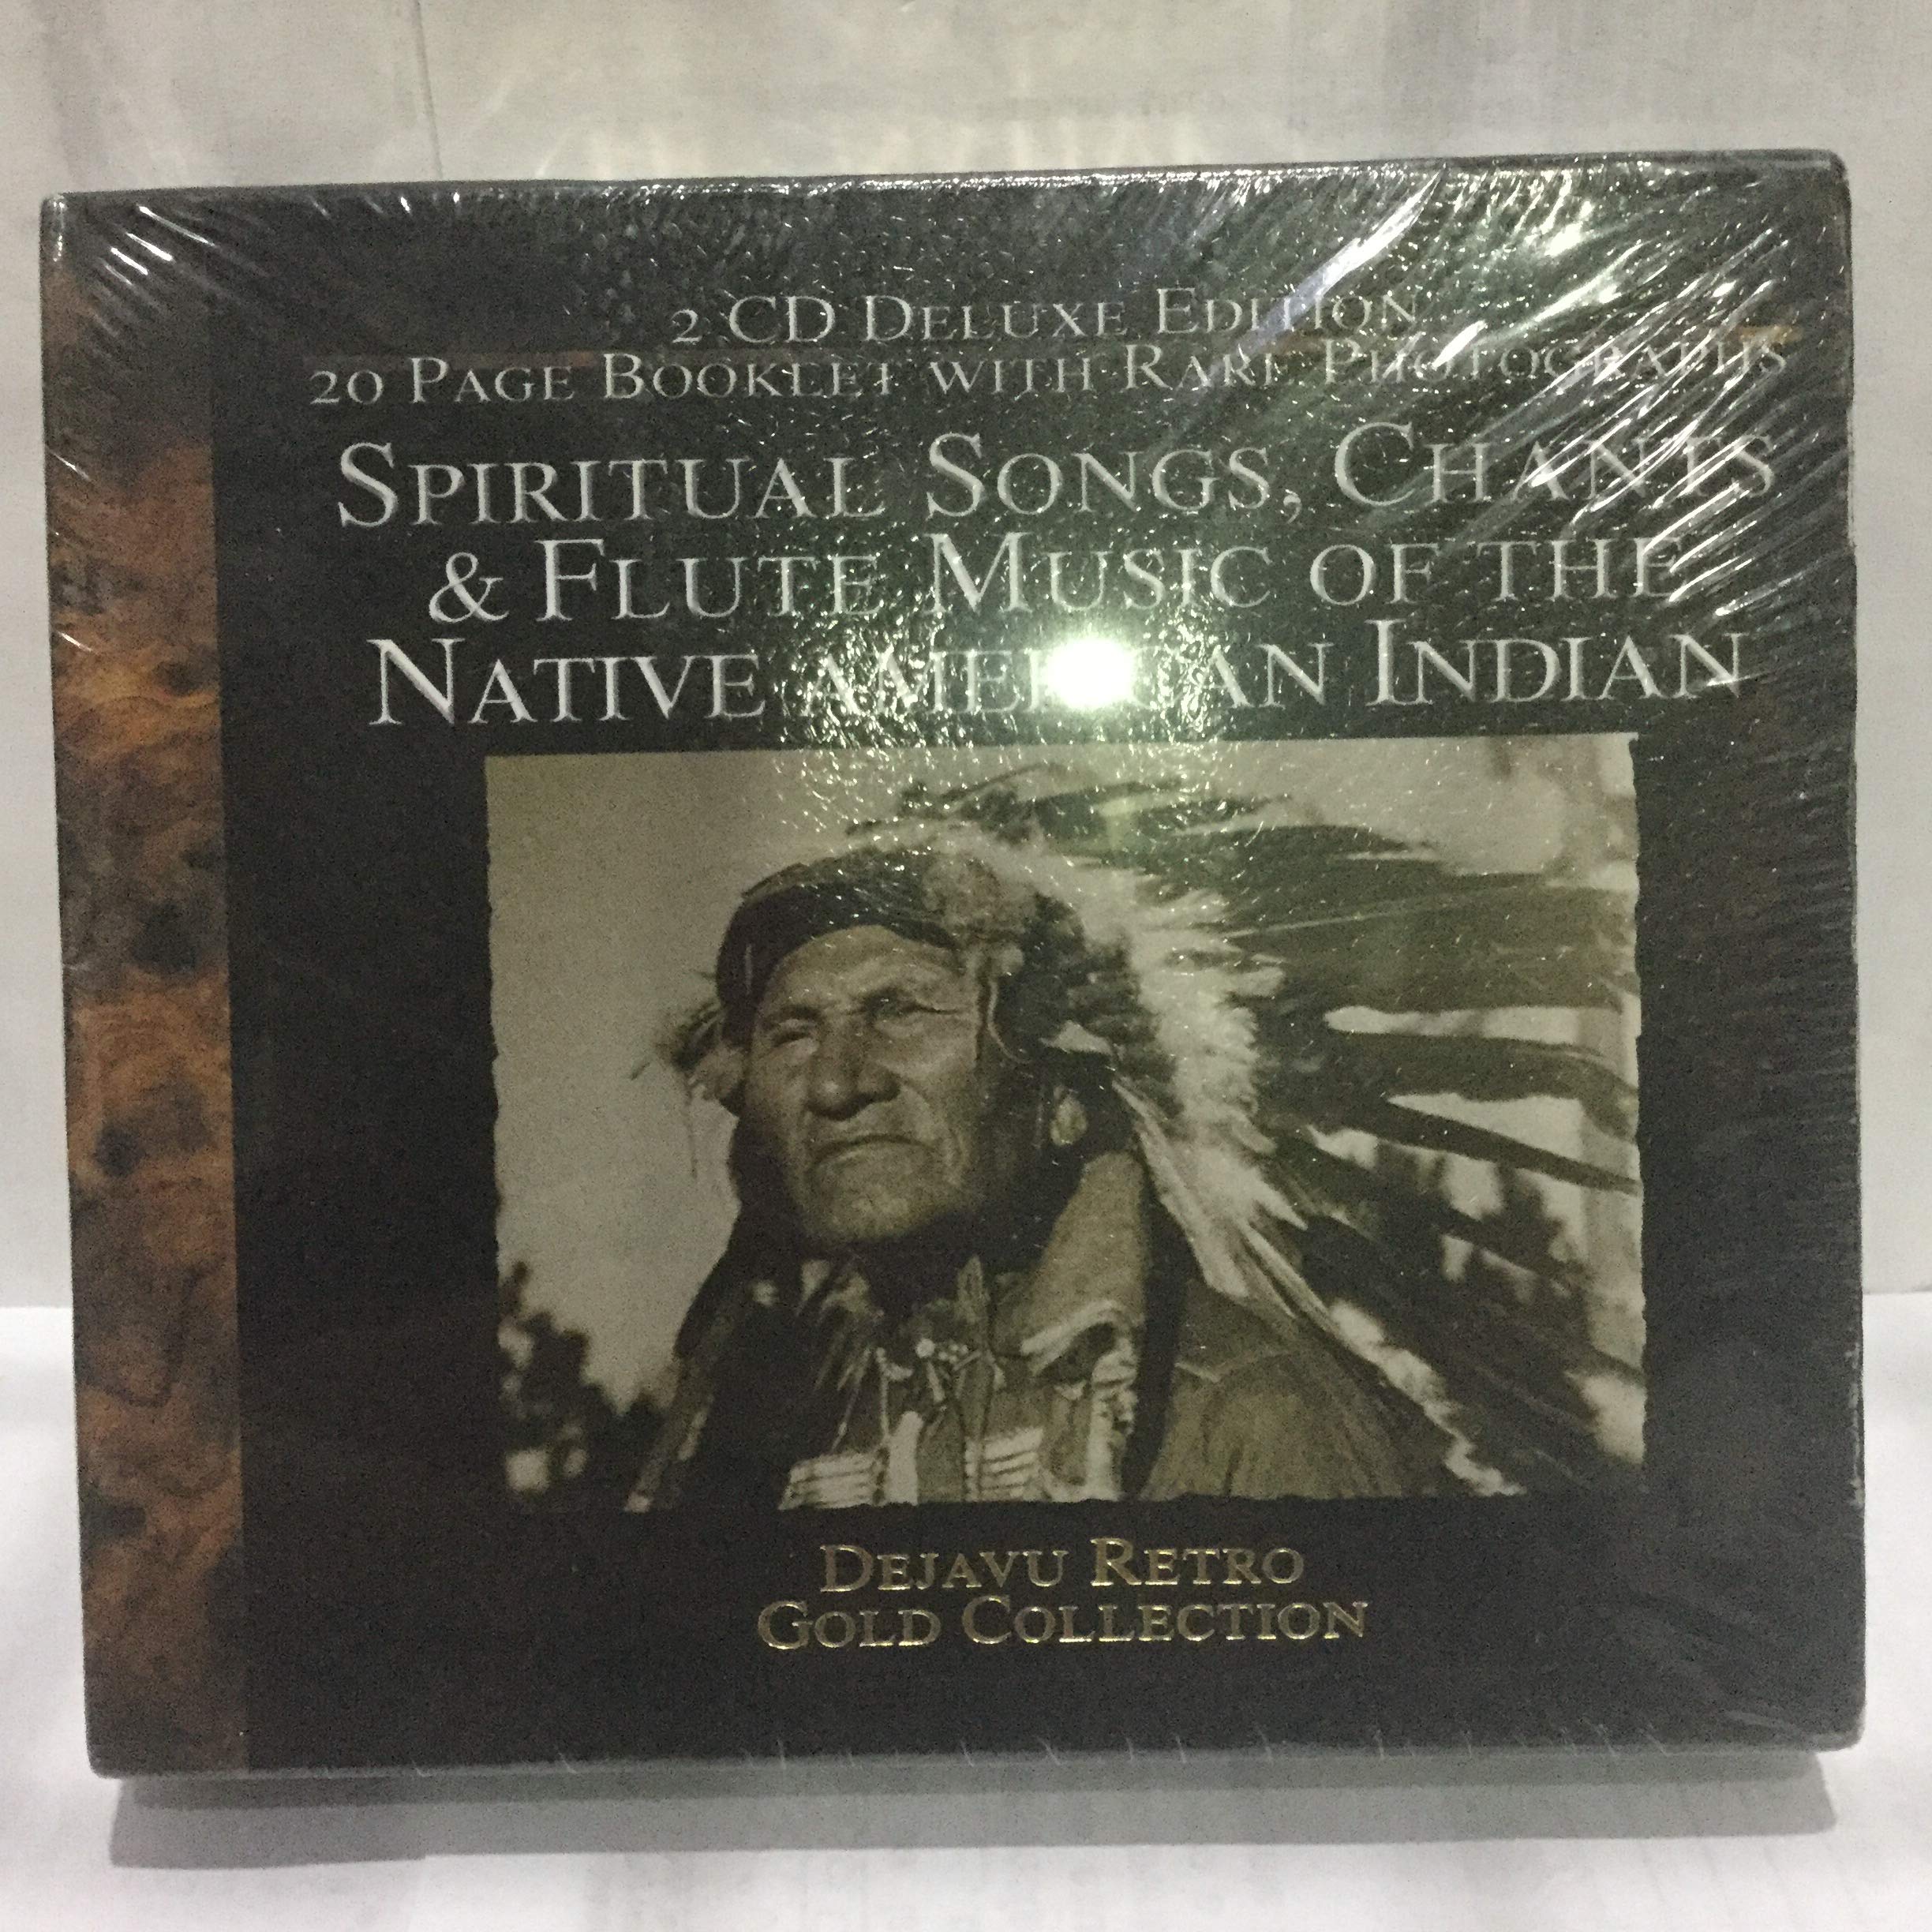 2 CD Deluxe Edition
20 Page Booklet with Rare Photographs
Spiritual Songs, Chants
& Flute Music of the
Native American Indian
Dejavu Retro
Gold Collection